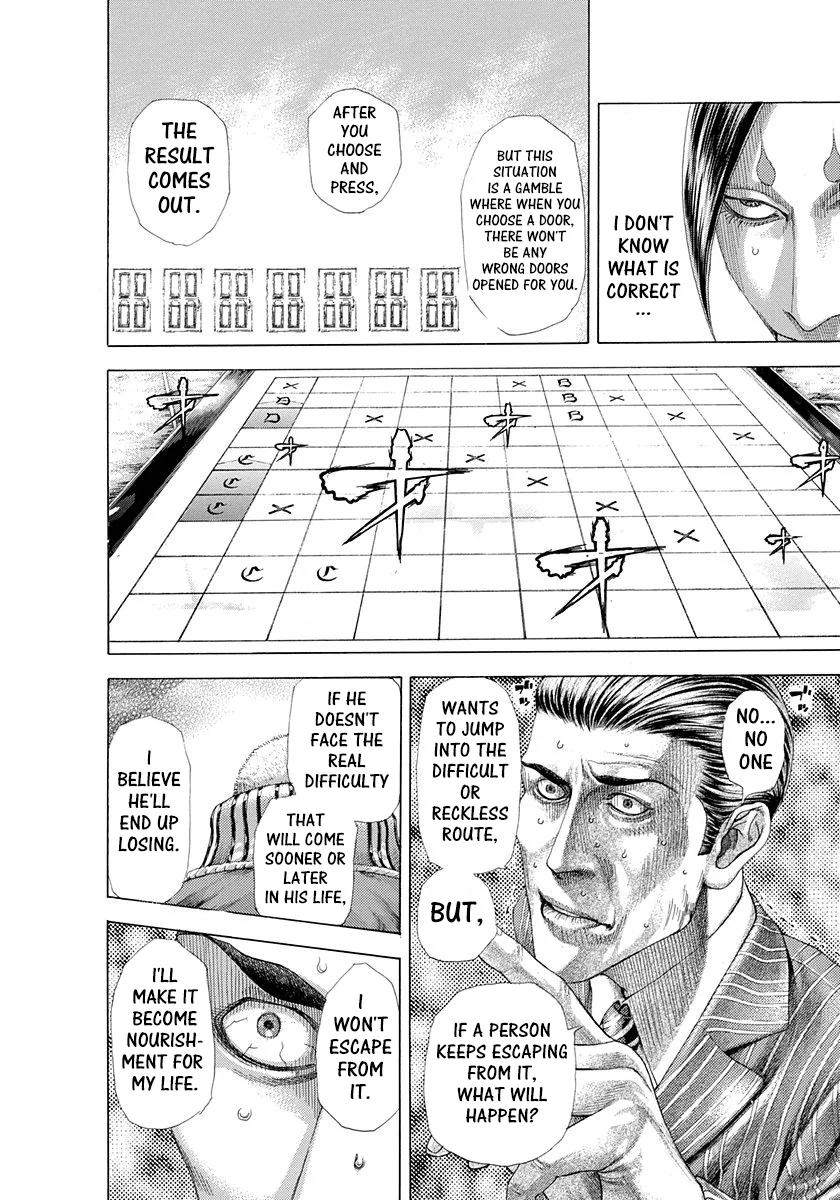 I DON'T
KNOW
WHAT IS
CORRECT
...
BUT THIS
SITUATION
IS A GAMBLE
WHERE WHEN YOU
CHOOSE A DOOR,
THERE WON'T
BE ANY
WRONG DOORS
OPENED FOR YOU.
AFTER
YOU
CHOOSE
AND
PRESS,
THE
RESULT
COMES
OUT.
NO...
NO
ONE
WANTS
TO JUMP
INTO THE
DIFFICULT
OR
RECKLESS
ROUTE,
BUT,
IF A PERSON
KEEPS ESCAPING
FROM IT,
WHAT WILL
HAPPEN?
IF HE
DOESN'T
FACE THE
REAL
DIFFICULTY
THAT
WILL COME
SOONER OR
LATER
IN HIS LIFE,
I
BELIEVE
HE'LL
END UP
LOSING.
I
WON'T
ESCAPE
FROM
IT.
I'LL
MAKE IT
BECOME
NOURISH-
MENT FOR
MY LIFE.